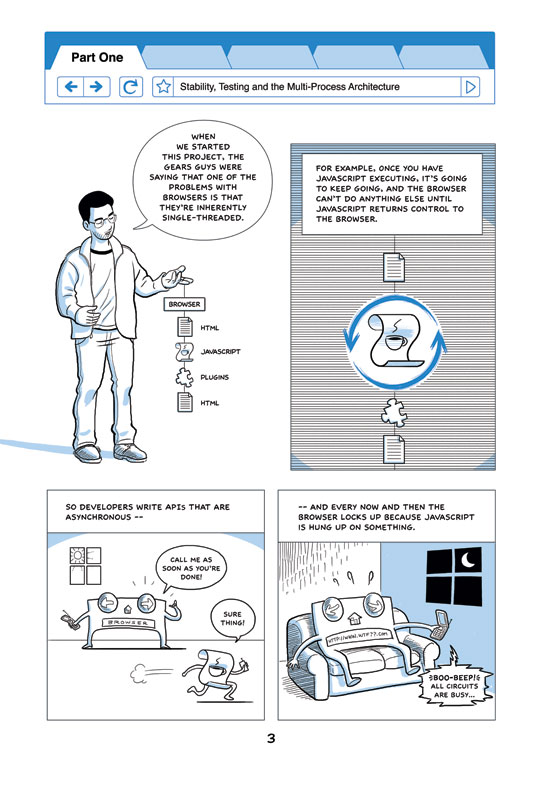 Part One
Stability, Testing and the Multi-Process Architecture
WHEN
WE STARTED
THIS PROJECT, THE
GEARS GUYS WERE
SAYING THAT ONE OF THE
PROBLEMS WITH
BROWSERS IS THAT
THEY'RE INHERENTLY
SINGLE-THREADED.
BROWSER
HTML
JAVASCRIPT
PLUGINS
HTML
FOR EXAMPLE, ONCE YOU HAVE
JAVASCRIPT EXECUTING, IT'S GOING
TO KEEP GOING, AND THE BROWSER
CAN'T DO ANYTHING ELSE UNTIL
JAVASCRIPT RETURNS CONTROL TO
THE BROWSER.
SO DEVELOPERS WRITE APIs THAT ARE
ASYNCHRONOUS --
CALL ME AS
SOON AS YOU'RE
DONE!
BROWSER
SURE
THING!
-- AND EVERY NOW AND THEN THE
BROWSER LOCKS UP BECAUSE JAVASCRIPT
IS HUNG UP ON SOMETHING.
HTTP://WWW.WTF??.COM
BOO-BEEP!
ALL CIRCUITS
ARE BUSY...
3